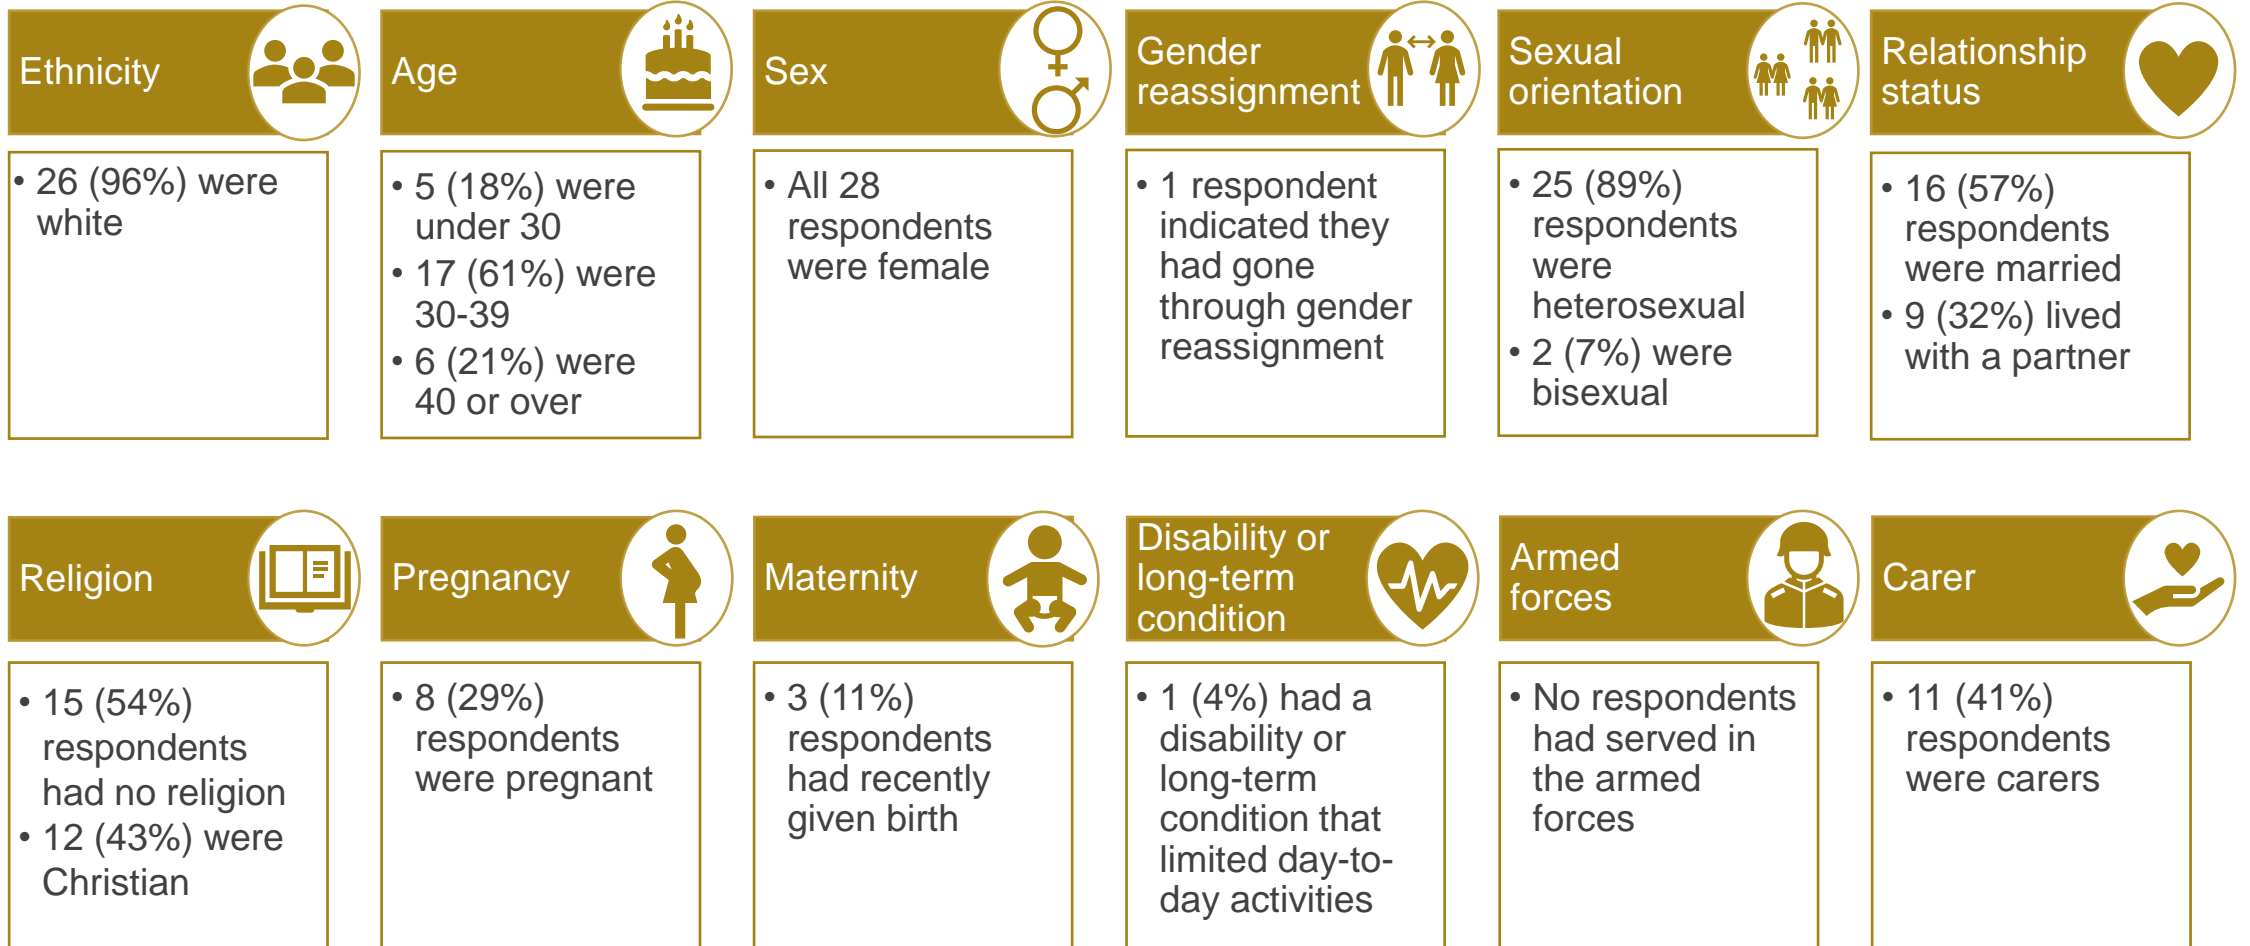 Ethnicity
• 26 (96%) were
white
Age
• 5 (18%) were
under 30
• 17 (61%) were
30-39
• 6 (21%) were
40 or over
Sex
• All 28
respondents
were female
Gender
reassignment
• 1 respondent
indicated they
had gone
through gender
reassignment
Sexual
orientation
• 25 (89%)
respondents
were
heterosexual
• 2 (7%) were
bisexual
Relationship
status
• 16 (57%)
respondents
were married
• 9 (32%) lived
with a partner
Religion
• 15 (54%)
respondents
had no religion
• 12 (43%) were
Christian
Pregnancy
• 8 (29%)
respondents
were pregnant
Maternity
• 3 (11%)
respondents
had recently
given birth
Disability or
long-term
condition
• 1 (4%) had a
disability or
long-term
condition that
limited day-to-
day activities
Armed
forces
• No respondents
had served in
the armed
forces
Carer
• 11 (41%)
respondents
were carers